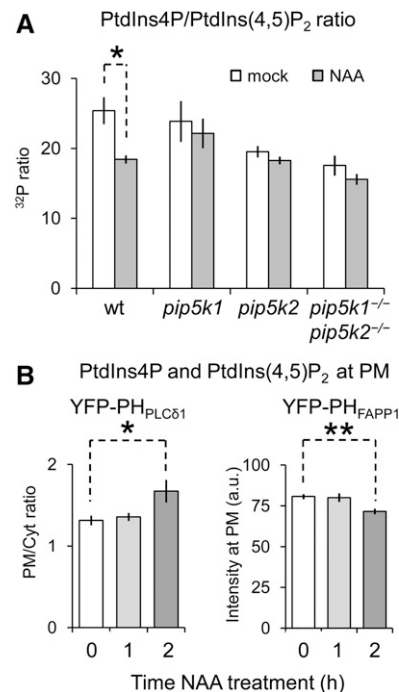 A
PtdIns4P/PtdIns(4,5)P₂ ratio
*
mock NAA
30
20
10
0
³²P ratio
wt pip5k1 pip5k2 pip5k1⁻/⁻
pip5k2⁻/⁻
B
PtdIns4P and PtdIns(4,5)P₂ at PM
YFP-PH_PLCδ1 YFP-PH_FAPP1
* **
2
1
0
PM/Cyt ratio
100
75
50
25
0
Intensity at PM (a.u.)
0 1 2 0 1 2
Time NAA treatment (h)